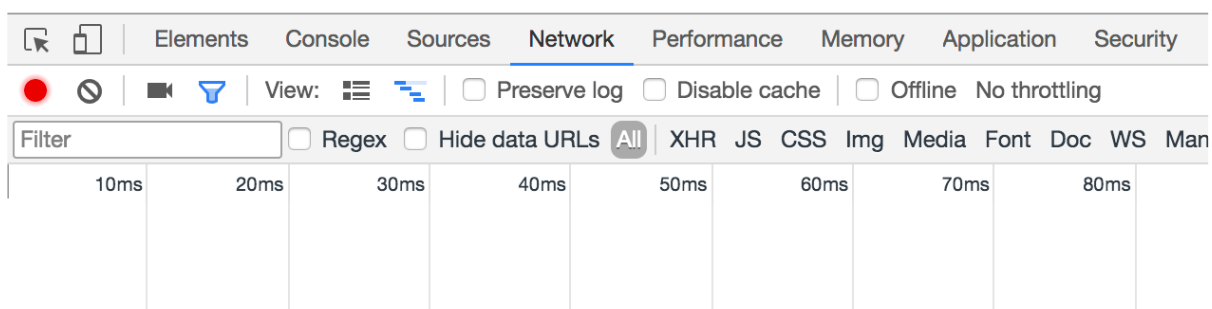 Elements Console Sources Network Performance Memory Application Security
View: Preserve log Disable cache Offline No throttling
Filter Regex Hide data URLs All XHR JS CSS Img Media Font Doc WS Man
10ms 20ms 30ms 40ms 50ms 60ms 70ms 80ms